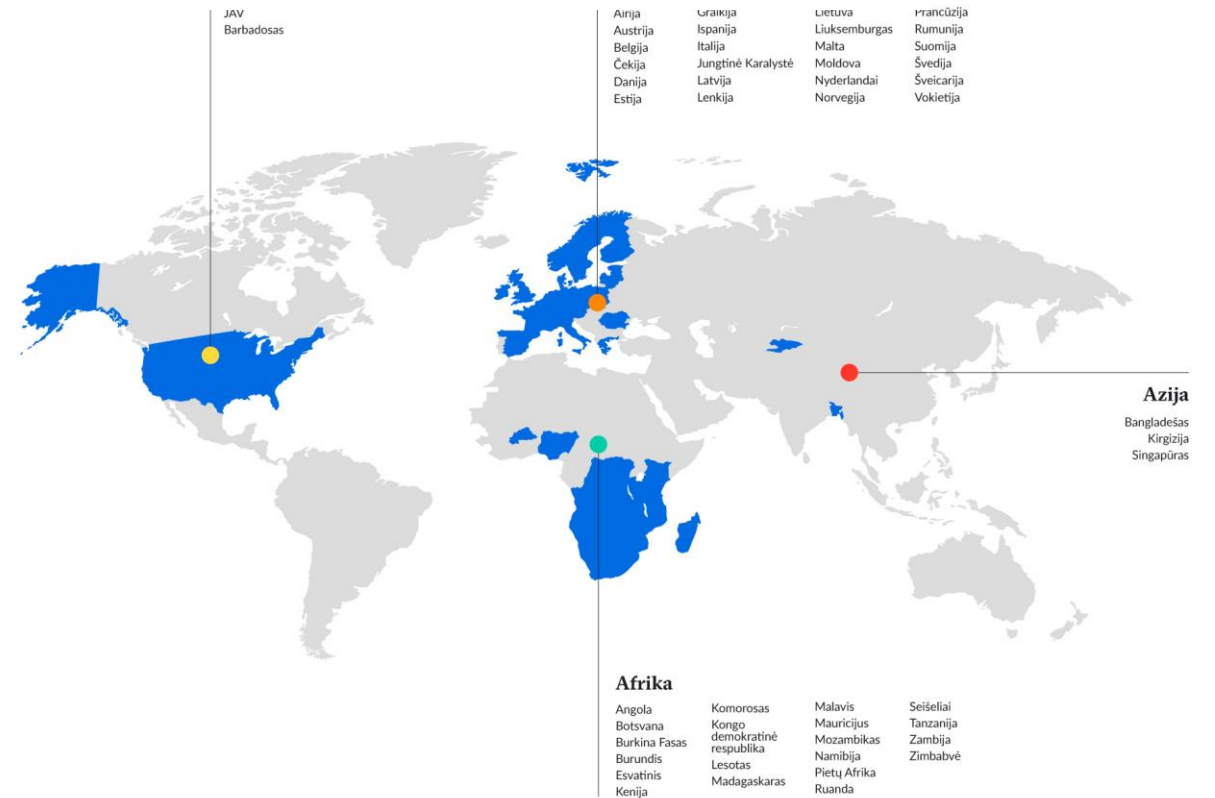 JAV
Barbadosas
Airija
Austrija
Belgija
Čekija
Danija
Estija
Graikija
Ispanija
Italija
Jungtinė Karalystė
Latvija
Lenkija
Lietuva
Liuksemburgas
Malta
Moldova
Nyderlandai
Norvegija
Prancūzija
Rumunija
Suomija
Švedija
Šveicarija
Vokietija
Azija
Bangladešas
Kirgizija
Singapūras
Afrika
Angola
Botsvana
Burkina Fasas
Burundis
Esvatinis
Kenija
Komorosas
Kongo
demokratinė
respublika
Lesotas
Madagaskaras
Malavis
Mauricijus
Mozambikas
Namibija
Pietų Afrika
Ruanda
Seišeliai
Tanzanija
Zambija
Zimbabvė